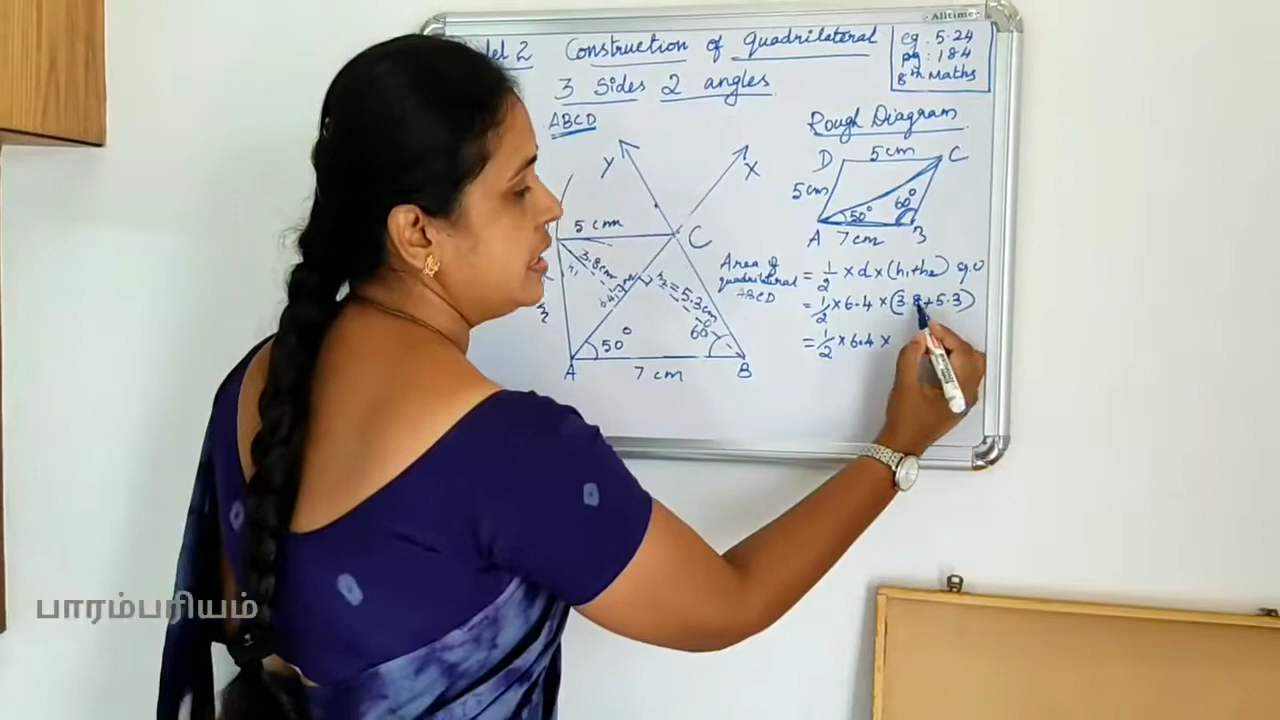 Alltime
2 Construction of quadrilateral
3 Sides 2 angles
eg. 5.24
pg: 184
8th Maths
ABCD
Rough Diagram
D 5cm C
5cm
50° 60°
A 7cm B
Y X
5 cm C
3.8cm
h1
h2 = 5.3cm
50° 60°
A 7 cm B
Area of
quadrilateral
ABCD
= 1/2 × d × (h1+h2) sq.u
= 1/2 × 6.4 × (3.8+5.3)
= 1/2 × 6.4 ×
பாரம்பரியம்